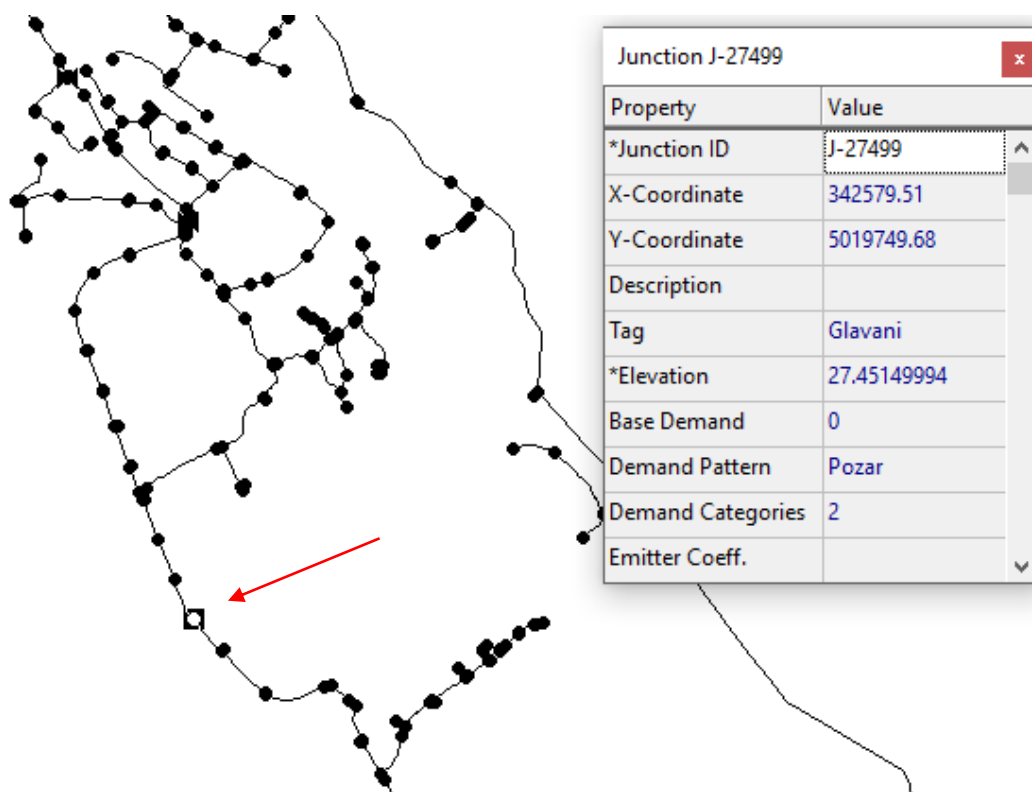 Junction J-27499
x
Property Value
*Junction ID J-27499
X-Coordinate 342579.51
Y-Coordinate 5019749.68
Description
Tag Glavani
*Elevation 27.45149994
Base Demand 0
Demand Pattern Pozar
Demand Categories 2
Emitter Coeff.